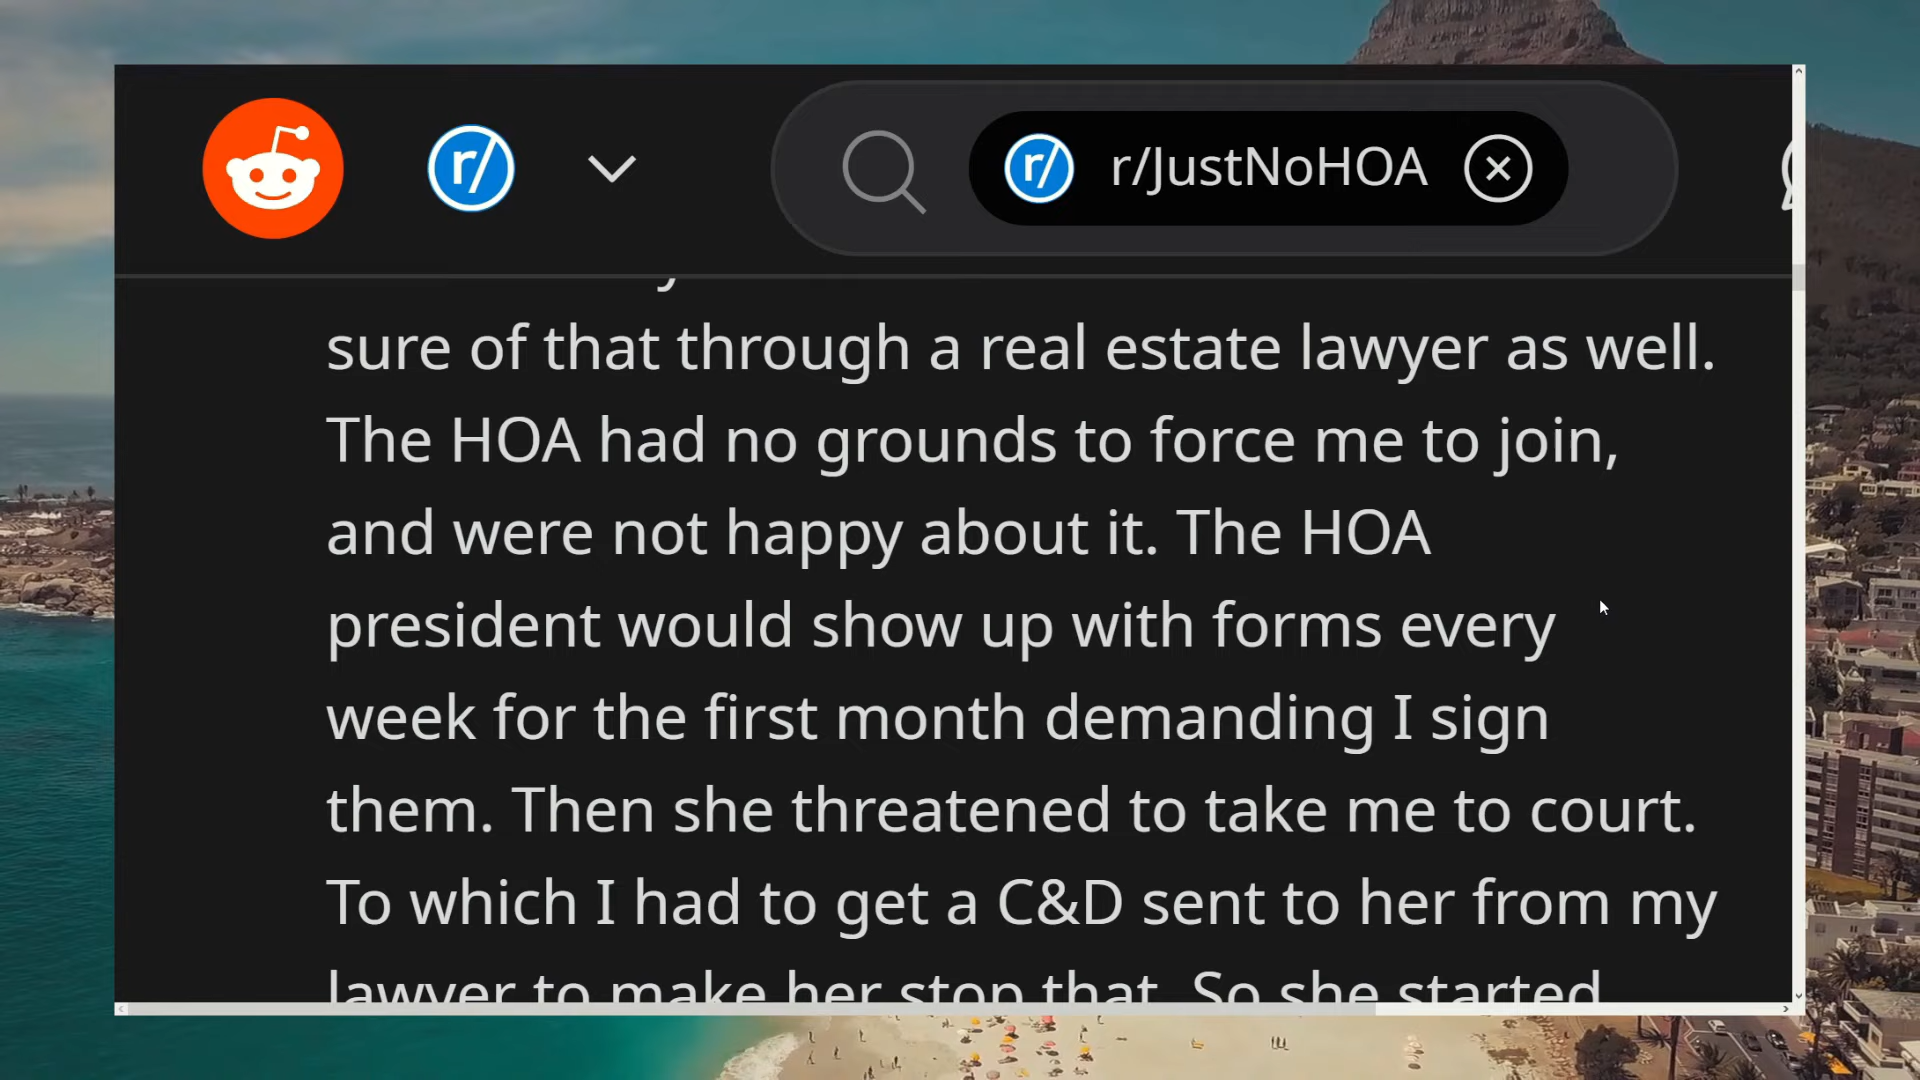 r/
r/ r/JustNoHOA
sure of that through a real estate lawyer as well.
The HOA had no grounds to force me to join,
and were not happy about it. The HOA
president would show up with forms every
week for the first month demanding I sign
them. Then she threatened to take me to court.
To which I had to get a C&D sent to her from my
lawyer to make her stop that. So she started